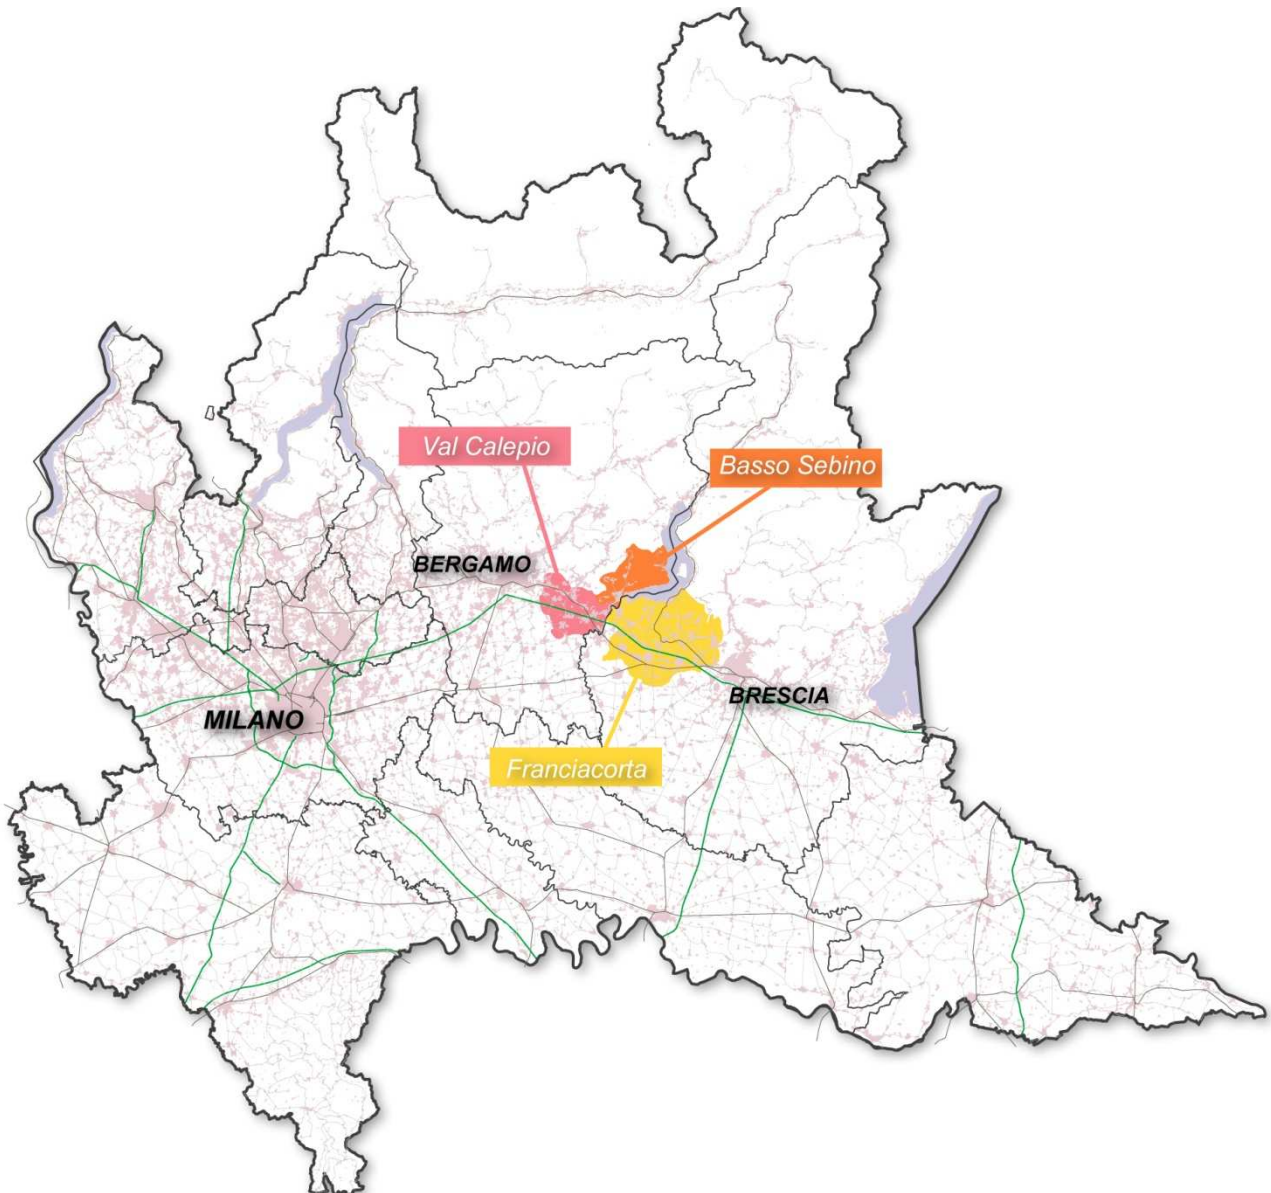 Val Calepio
Basso Sebino
BERGAMO
BRESCIA
MILANO
Franciacorta